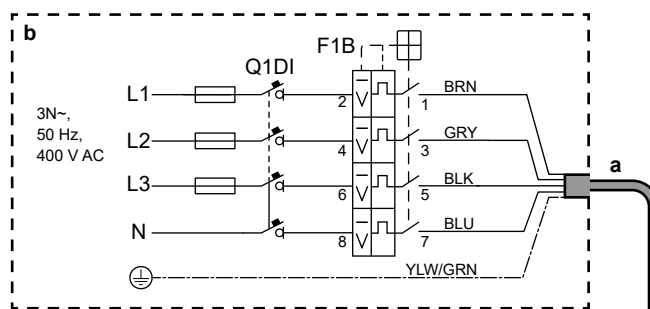 b
F1B
Q1DI
3N~,
50 Hz,
400 V AC
L1
2
1
BRN
L2
4
3
GRY
L3
6
5
BLK
N
8
7
BLU
YLW/GRN
a